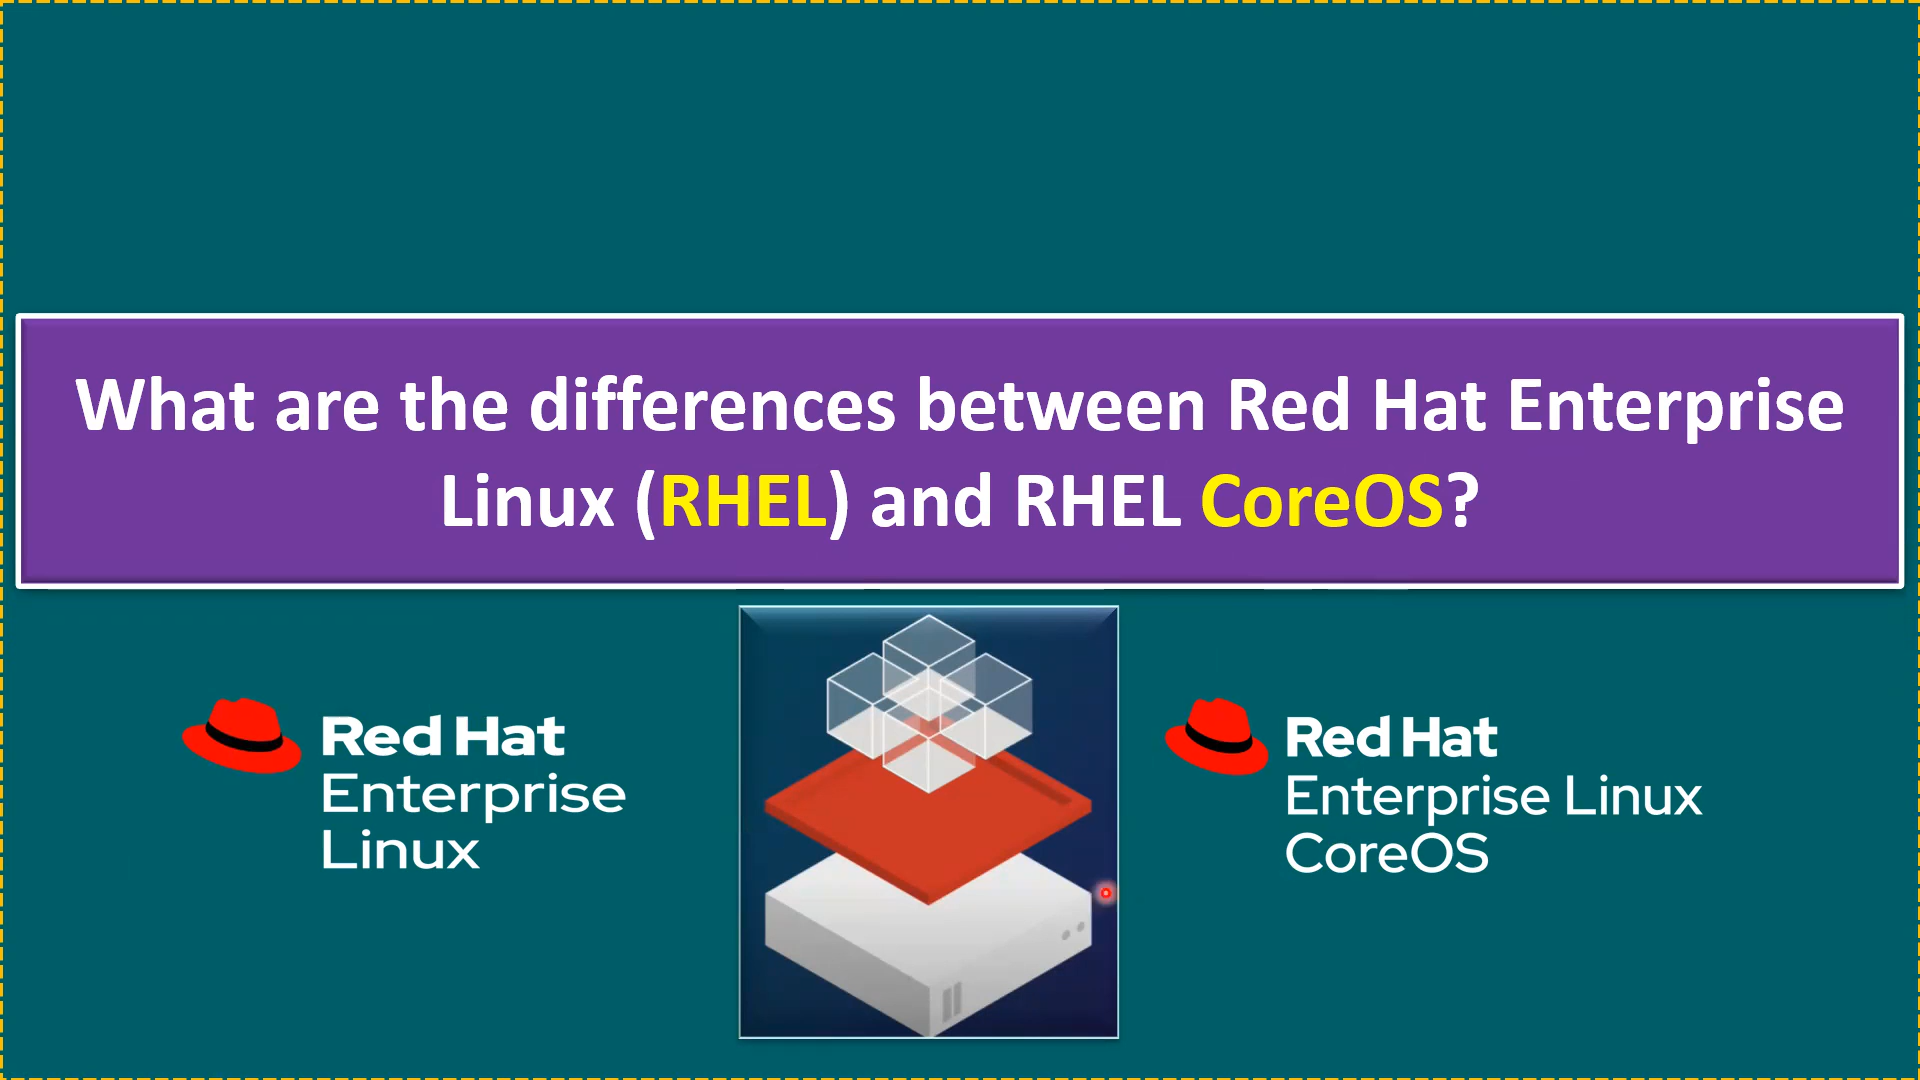 What are the differences between Red Hat Enterprise
Linux (RHEL) and RHEL CoreOS?
Red Hat
Enterprise
Linux
Red Hat
Enterprise Linux
CoreOS